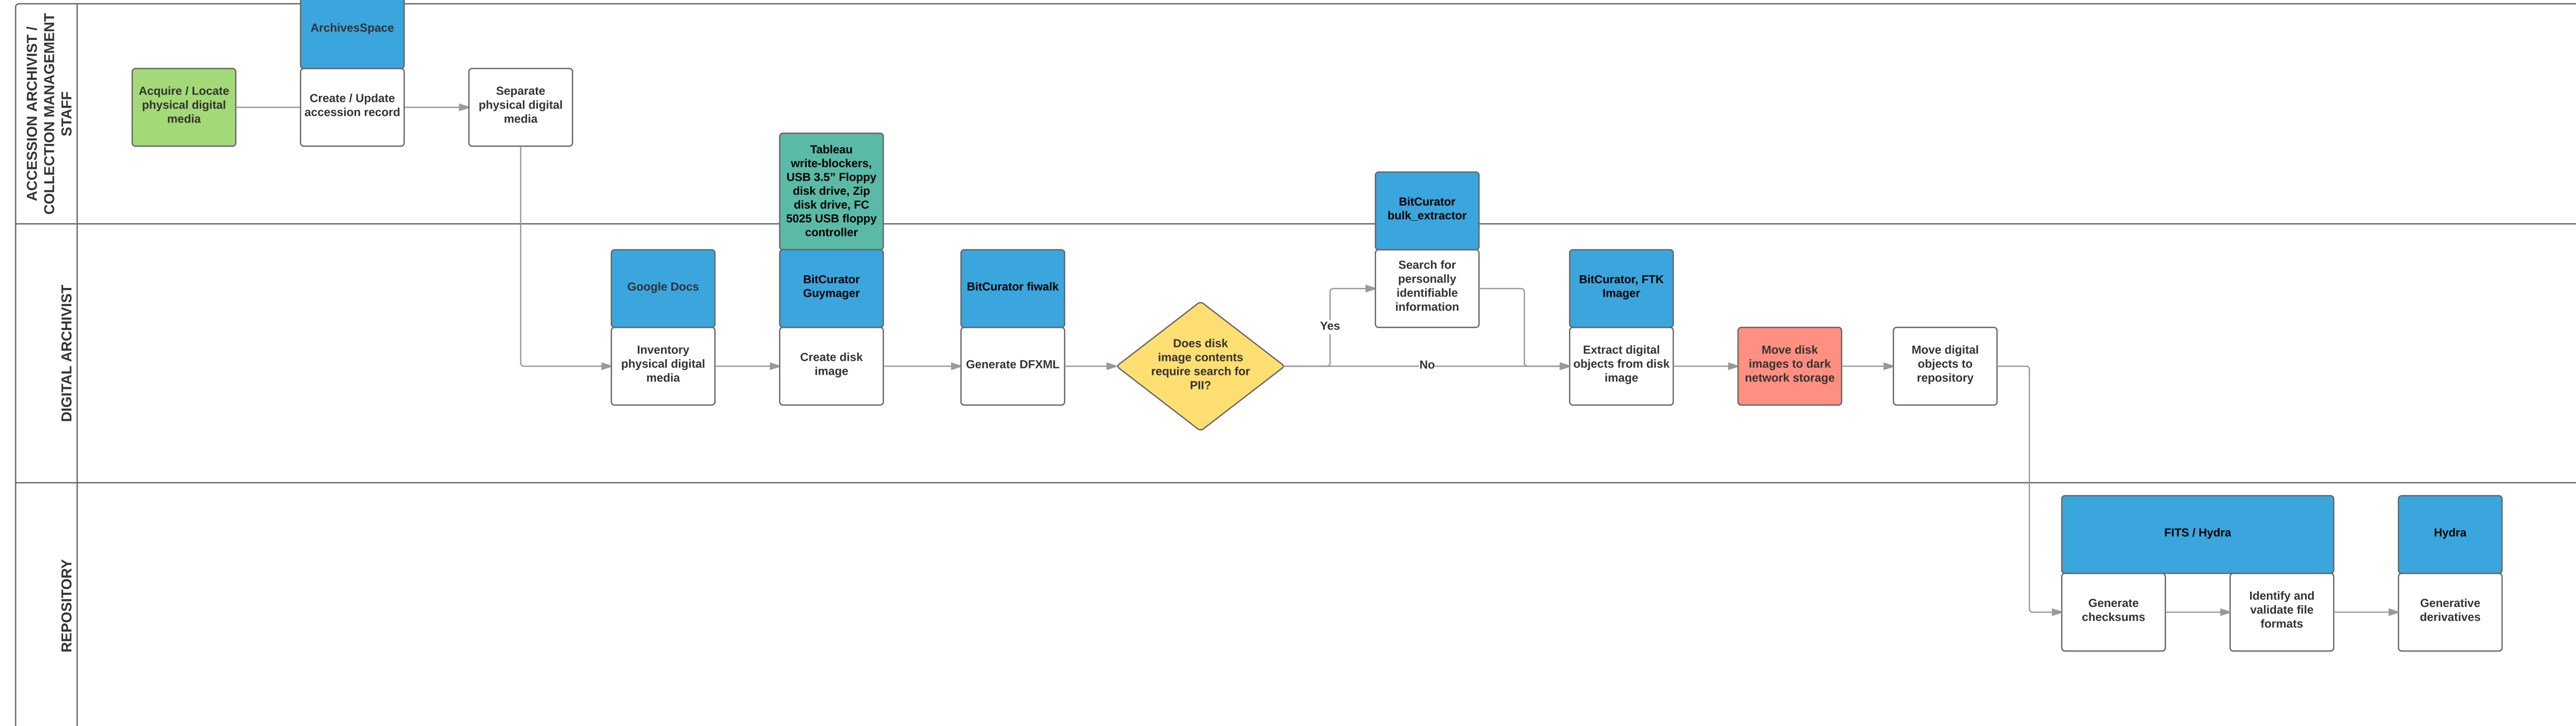 ACCESSION ARCHIVIST /
COLLECTION MANAGEMENT
STAFF
ArchivesSpace
Acquire / Locate
physical digital
media
Create / Update
accession record
Separate
physical digital
media
DIGITAL ARCHIVIST
Google Docs
Inventory
physical digital
media
Tableau
write-blockers,
USB 3.5” Floppy
disk drive, Zip
disk drive, FC
5025 USB floppy
controller
BitCurator
Guymager
Create disk
image
BitCurator fiwalk
Generate DFXML
Does disk
image contents
require search for
PII?
Yes
No
BitCurator
bulk_extractor
Search for
personally
identifiable
information
BitCurator, FTK
Imager
Extract digital
objects from disk
image
Move disk
images to dark
network storage
Move digital
objects to
repository
REPOSITORY
FITS / Hydra
Generate
checksums
Identify and
validate file
formats
Hydra
Generative
derivatives